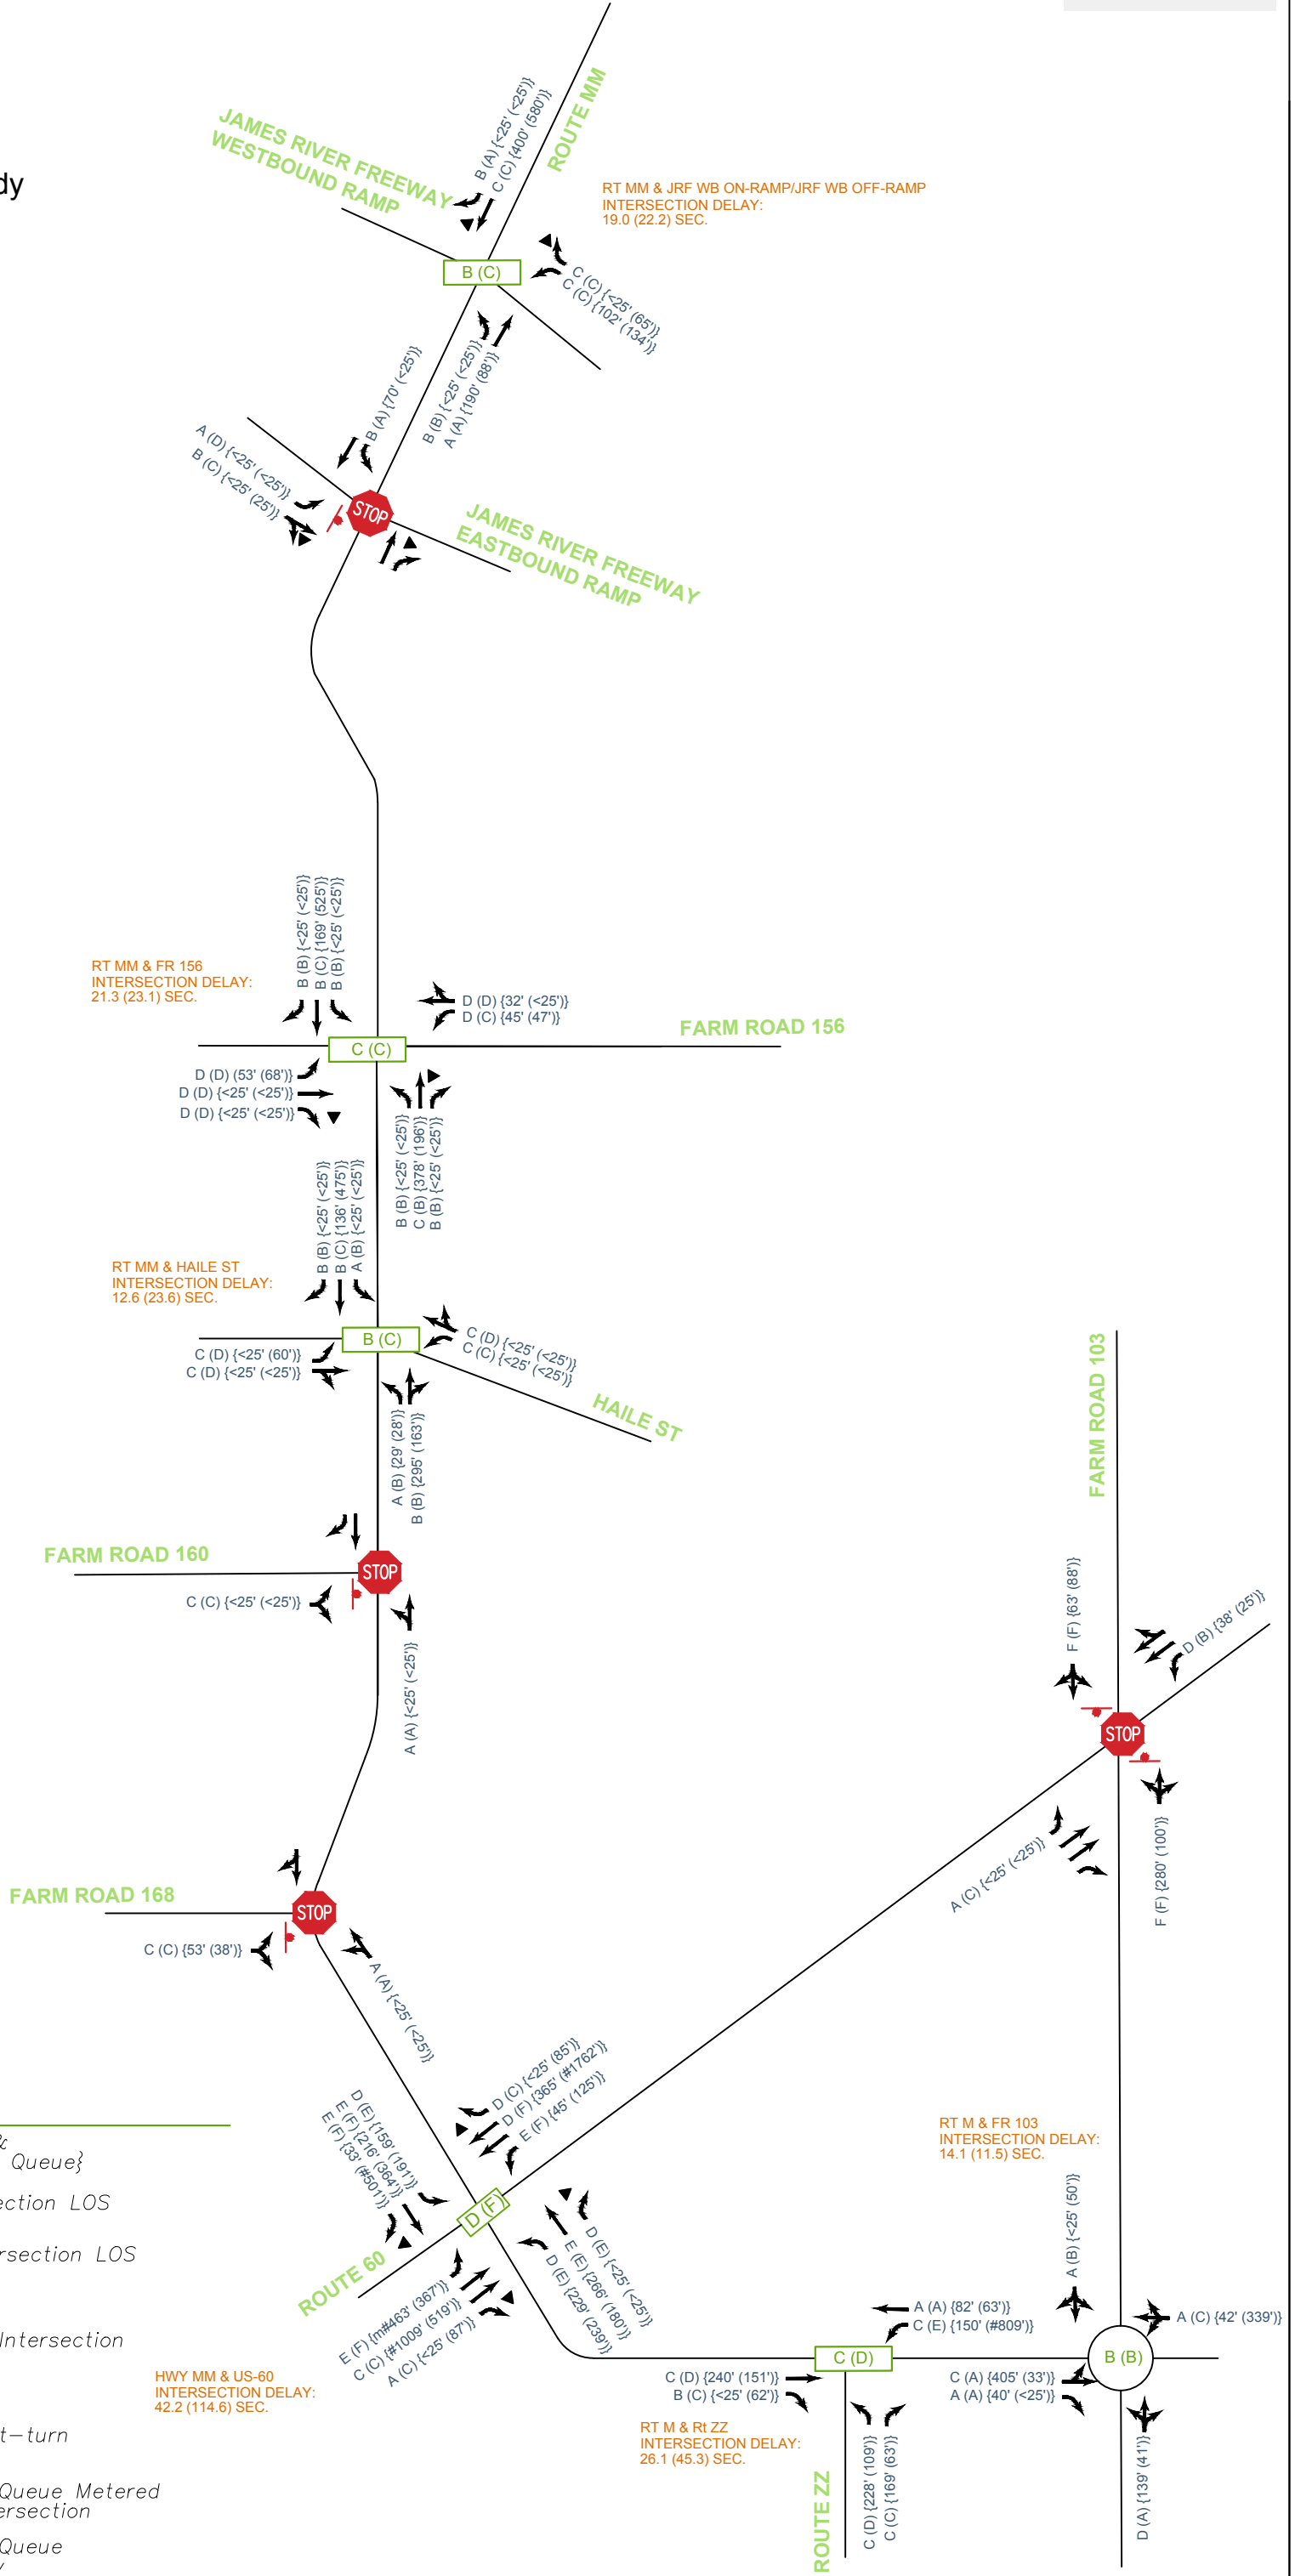 dy
ROUTE MM
B (A) {<25' (<25')}
C (C) {400' (580')}
JAMES RIVER FREEWAY
WESTBOUND RAMP
RT MM & JRF WB ON-RAMP/JRF WB OFF-RAMP
INTERSECTION DELAY:
19.0 (22.2) SEC.
B (C)
C (C) {<25' (65')}
C (C) {102' (134')}
B (B) {<25' (<25')}
A (A) {190' (88')}
B (A) {70' (<25')}
A (D) {<25' (<25')}
B (C) {<25' (25')}
STOP
JAMES RIVER FREEWAY
EASTBOUND RAMP
B (B) {<25' (<25')}
B (C) {169' (525')}
B (B) {<25' (<25')}
RT MM & FR 156
INTERSECTION DELAY:
21.3 (23.1) SEC.
D (D) {32' (<25')}
D (C) {45' (47')}
FARM ROAD 156
C (C)
D (D) {53' (68')}
D (D) {<25' (<25')}
D (D) {<25' (<25')}
B (B) {<25' (<25')}
C (B) {378' (196')}
B (B) {<25' (<25')}
B (B) {<25' (<25')}
B (C) {136' (475')}
A (B) {<25' (<25')}
RT MM & HAILE ST
INTERSECTION DELAY:
12.6 (23.6) SEC.
B (C)
C (D) {<25' (<25')}
C (C) {<25' (<25')}
C (D) {<25' (60')}
C (D) {<25' (<25')}
HAILE ST
A (B) {29' (28')}
B (B) {295' (163')}
FARM ROAD 103
FARM ROAD 160
STOP
C (C) {<25' (<25')}
A (A) {<25' (<25')}
F (F) {63' (88')}
D (B) {38' (25')}
STOP
A (C) {<25' (<25')}
F (F) {280' (100')}
FARM ROAD 168
STOP
C (C) {53' (38')}
A (A) {<25' (<25')}
D (C) {<25' (85')}
D (F) {365' (#1762')}
E (F) {45' (125')}
D (E) {159' (191')}
E (F) {216' (364')}
E (F) {33' (#501')}
D (F)
ROUTE 60
E (F) {m#463' (367')}
C (C) {#1009' (519')}
A (C) {<25' (87')}
D (E) {<25' (<25')}
E (E) {266' (180')}
D (E) {229' (239')}
HWY MM & US-60
INTERSECTION DELAY:
42.2 (114.6) SEC.
RT M & FR 103
INTERSECTION DELAY:
14.1 (11.5) SEC.
A (B) {<25' (50')}
A (A) {82' (63')}
C (E) {150' (#809')}
A (C) {42' (339')}
C (D)
B (B)
C (D) {240' (151')}
B (C) {<25' (62')}
C (A) {405' (33')}
A (A) {40' (<25')}
RT M & Rt ZZ
INTERSECTION DELAY:
26.1 (45.3) SEC.
ROUTE ZZ
C (D) {228' (109')}
C (C) {169' (63')}
D (A) {139' (41')}
&
Queue}
ection LOS
rsection LOS
Intersection
t-turn
Queue Metered
ersection
Queue